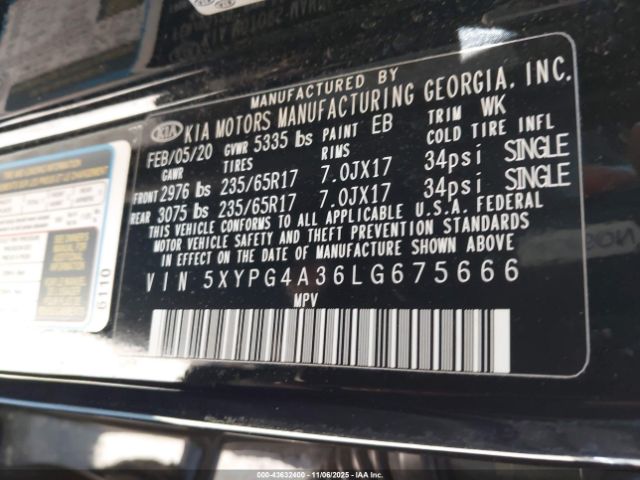 MANUFACTURED BY
KIA KIA MOTORS MANUFACTURING GEORGIA, INC.
FEB/05/20 GVWR 5335 lbs PAINT EB TRIM WK
GAWR TIRES RIMS COLD TIRE INFL
FRONT 2976 lbs 235/65R17 7.0JX17 34psi SINGLE
REAR 3075 lbs 235/65R17 7.0JX17 34psi SINGLE
THIS VEHICLE CONFORMS TO ALL APPLICABLE U.S.A. FEDERAL
MOTOR VEHICLE SAFETY AND THEFT PREVENTION STANDARDS
IN EFFECT ON THE DATE OF MANUFACTURE SHOWN ABOVE
VIN 5XYPG4A36LG675666
MPV
6110
000-43632400 11/06/2025 IAA Inc.